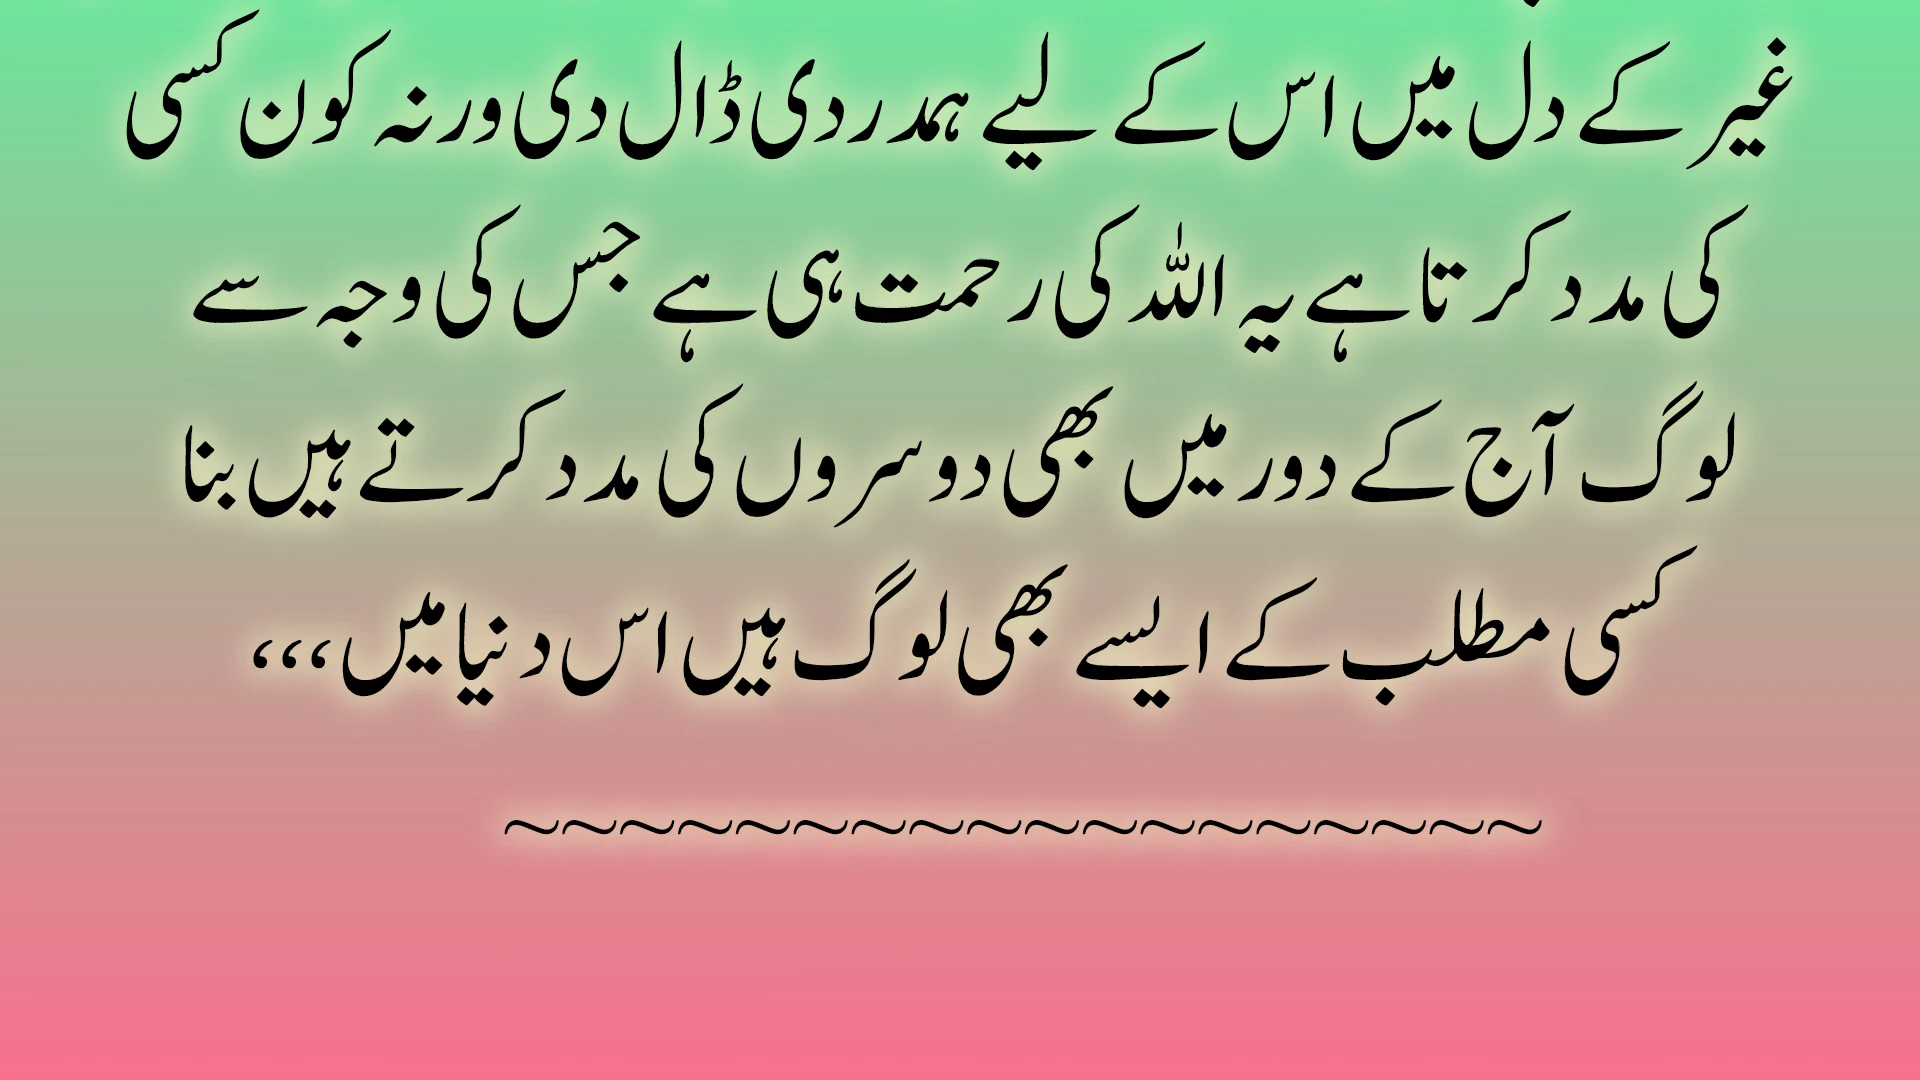 غیر کے دل میں اس کے لیے ہمدردی ڈال دی ورنہ کون کسی
کی مدد کرتا ہے یہ اللہ کی رحمت ہی ہے جس کی وجہ سے
لوگ آج کے دور میں بھی دوسروں کی مدد کرتے ہیں بنا
کسی مطلب کے ایسے بھی لوگ ہیں اس دنیا میں،،،
~~~~~~~~~~~~~~~~~~